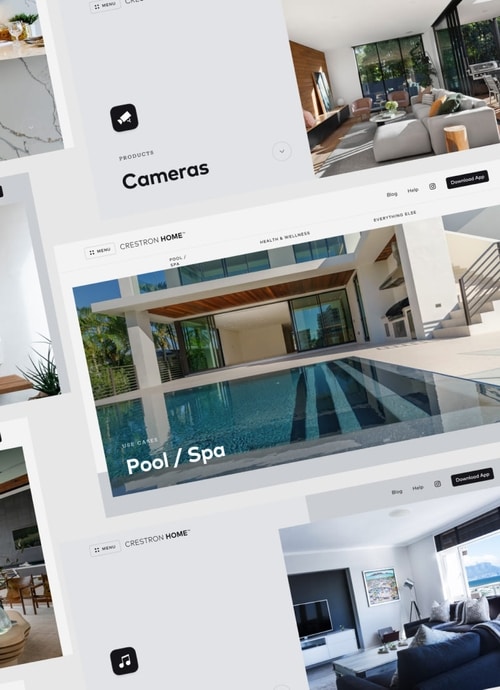 MENU
PRODUCTS
Cameras
Blog
Help
Download App
MENU
CRESTRON HOME™
POOL /
SPA
HEALTH & WELLNESS
EVERYTHING ELSE
USE CASES
Pool / Spa
Blog
Help
Download App
MENU
CRESTRON HOME™